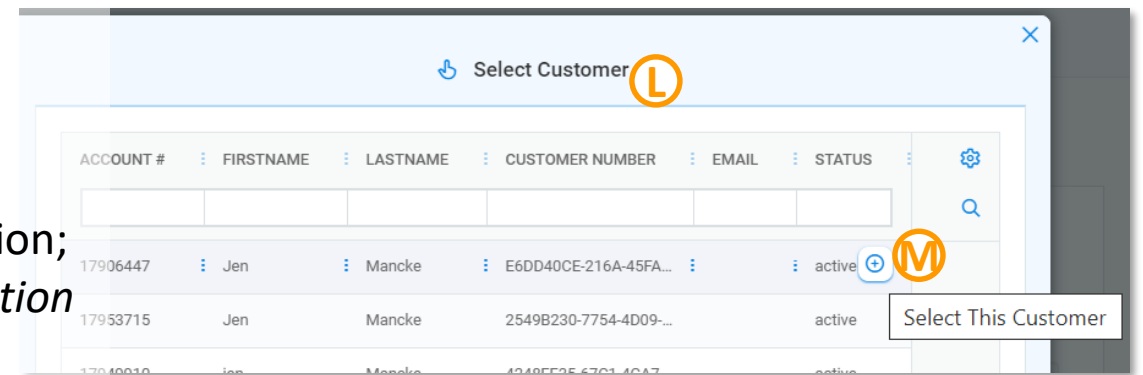 Select Customer
L
ACCOUNT # FIRSTNAME LASTNAME CUSTOMER NUMBER EMAIL STATUS
ion;
17906447 Jen Mancke E6DD40CE-216A-45FA... active
M
tion
17953715 Jen Mancke 2549B230-7754-4D09-... active
Select This Customer